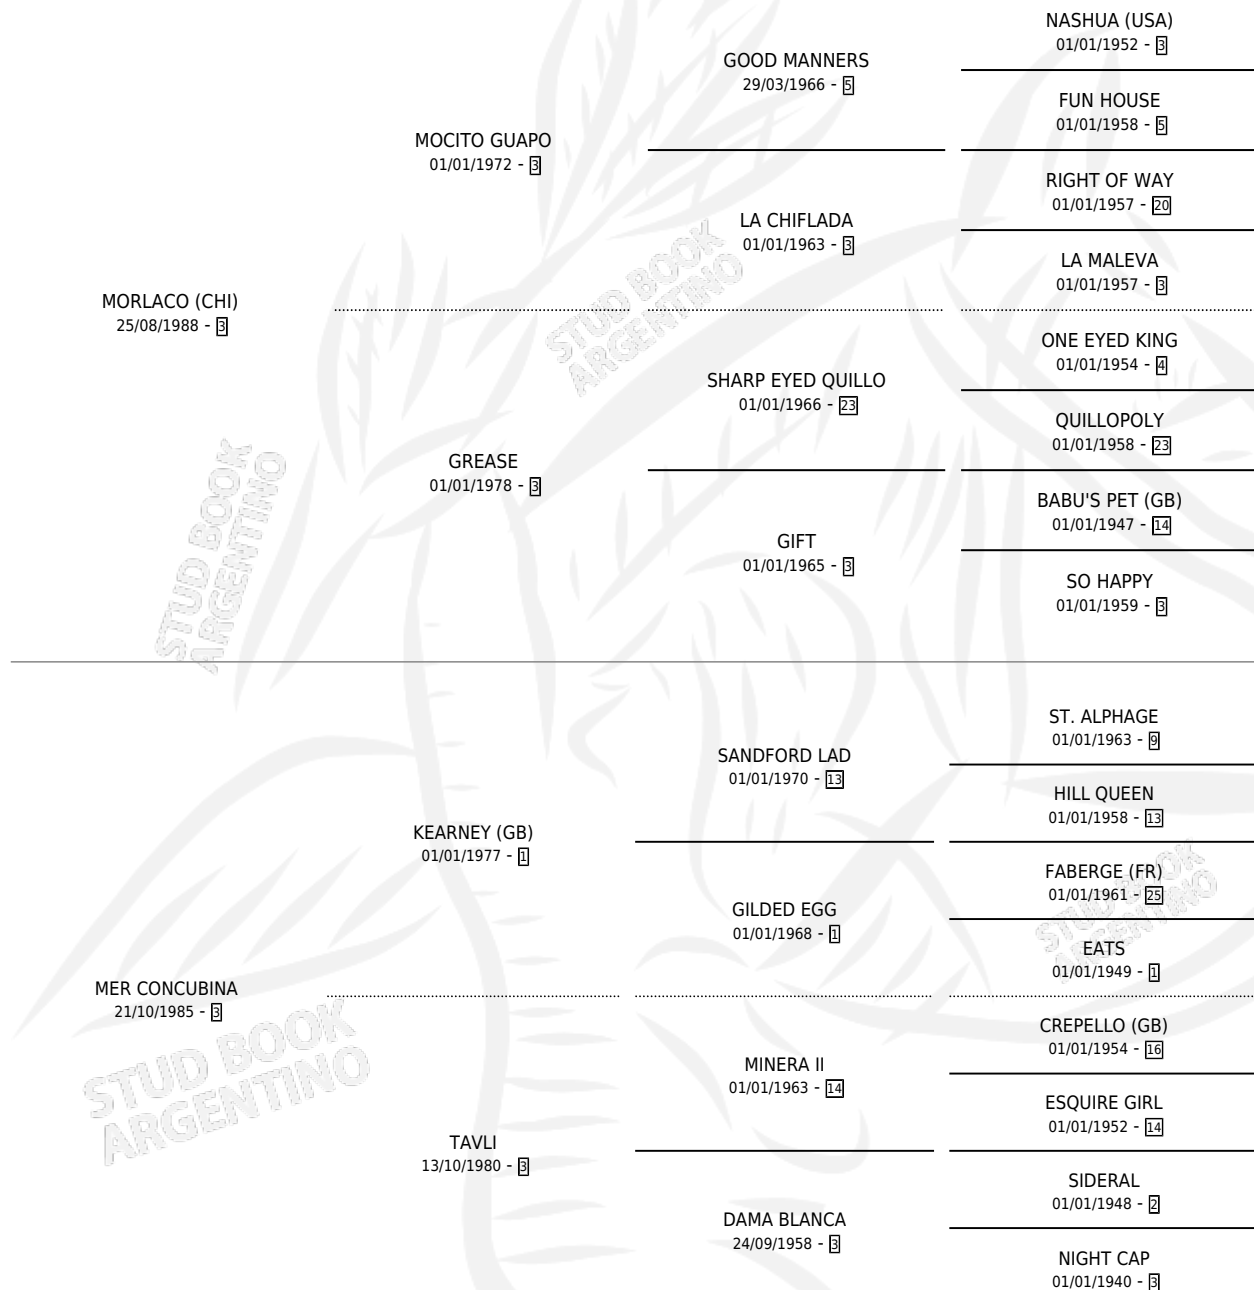 NASHUA (USA)
01/01/1952 - 3
GOOD MANNERS
29/03/1966 - 5
FUN HOUSE
01/01/1958 - 5
MOCITO GUAPO
01/01/1972 - 3
RIGHT OF WAY
01/01/1957 - 20
LA CHIFLADA
01/01/1963 - 3
LA MALEVA
01/01/1957 - 3
MORLACO (CHI)
25/08/1988 - 3
STUD BOOK
ARGENTINO
ONE EYED KING
01/01/1954 - 4
SHARP EYED QUILLO
01/01/1966 - 23
QUILLOPOLY
01/01/1958 - 23
GREASE
01/01/1978 - 3
BABU'S PET (GB)
01/01/1947 - 14
GIFT
01/01/1965 - 3
SO HAPPY
01/01/1959 - 3
STUD BOOK
ARGENTINO
ST. ALPHAGE
01/01/1963 - 9
SANDFORD LAD
01/01/1970 - 13
HILL QUEEN
01/01/1958 - 13
KEARNEY (GB)
01/01/1977 - 1
FABERGE (FR)
01/01/1961 - 25
GILDED EGG
01/01/1968 - 1
STUD BOOK
ARGENTINO
EATS
01/01/1949 - 1
MER CONCUBINA
21/10/1985 - 3
STUD BOOK
ARGENTINO
CREPELLO (GB)
01/01/1954 - 16
MINERA II
01/01/1963 - 14
ESQUIRE GIRL
01/01/1952 - 14
TAVLI
13/10/1980 - 3
SIDERAL
01/01/1948 - 2
DAMA BLANCA
24/09/1958 - 3
NIGHT CAP
01/01/1940 - 3